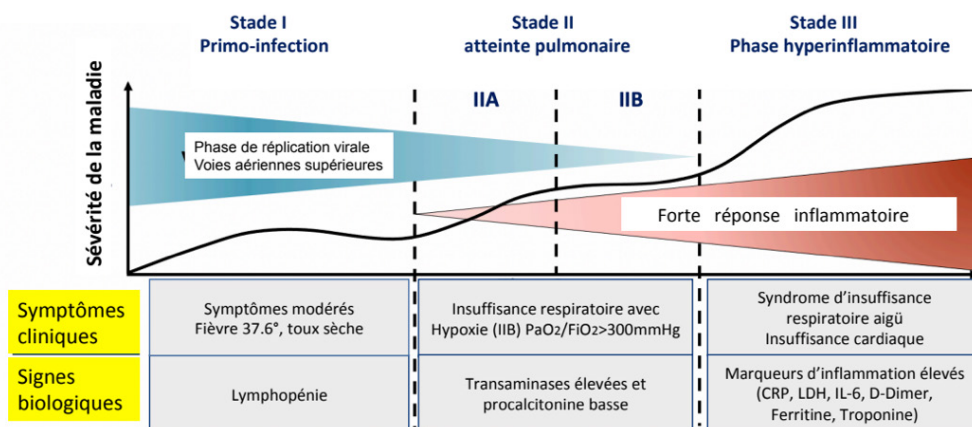 Stade I
Primo-infection
Stade II
atteinte pulmonaire
Stade III
Phase hyperinflammatoire
IIA
IIB
Sévérité de la maladie
Phase de réplication virale
Voies aériennes supérieures
Forte réponse inflammatoire
Symptômes
cliniques
Symptômes modérés
Fièvre 37.6°, toux sèche
Insuffisance respiratoire avec
Hypoxie (IIB) PaO2/FiO2>300mmHg
Syndrome d'insuffisance
respiratoire aigü
Insuffisance cardiaque
Signes
biologiques
Lymphopénie
Transaminases élevées et
procalcitonine basse
Marqueurs d'inflammation élevés
(CRP, LDH, IL-6, D-Dimer,
Ferritine, Troponine)